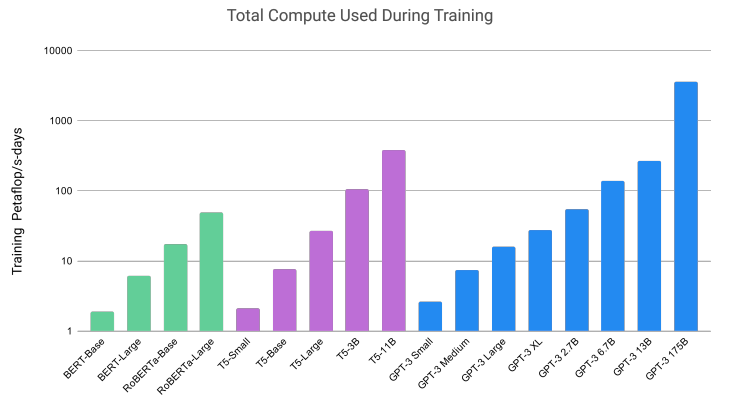 Total Compute Used During Training
Training Petaflop/s-days
10000
1000
100
10
1
BERT-Base
BERT-Large
RoBERTa-Base
RoBERTa-Large
T5-Small
T5-Base
T5-Large
T5-3B
T5-11B
GPT-3 Small
GPT-3 Medium
GPT-3 Large
GPT-3 XL
GPT-3 2.7B
GPT-3 6.7B
GPT-3 13B
GPT-3 175B